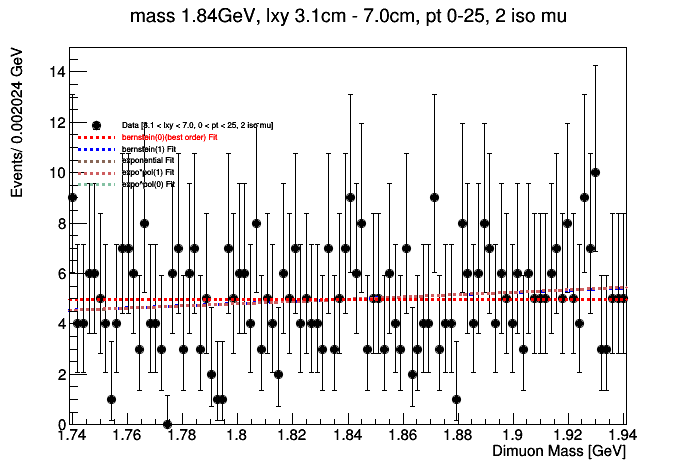 mass 1.84GeV, lxy 3.1cm - 7.0cm, pt 0-25, 2 iso mu
Events/ 0.002024 GeV
14
12
10
8
6
4
2
0
Data [3.1 < lxy < 7.0, 0 < pt < 25, 2 iso mu]
bernstein(0)(best order) Fit
bernstein(1) Fit
exponential Fit
expo*pol(1) Fit
expo*pol(0) Fit
1.74 1.76 1.78 1.8 1.82 1.84 1.86 1.88 1.9 1.92 1.94
Dimuon Mass [GeV]